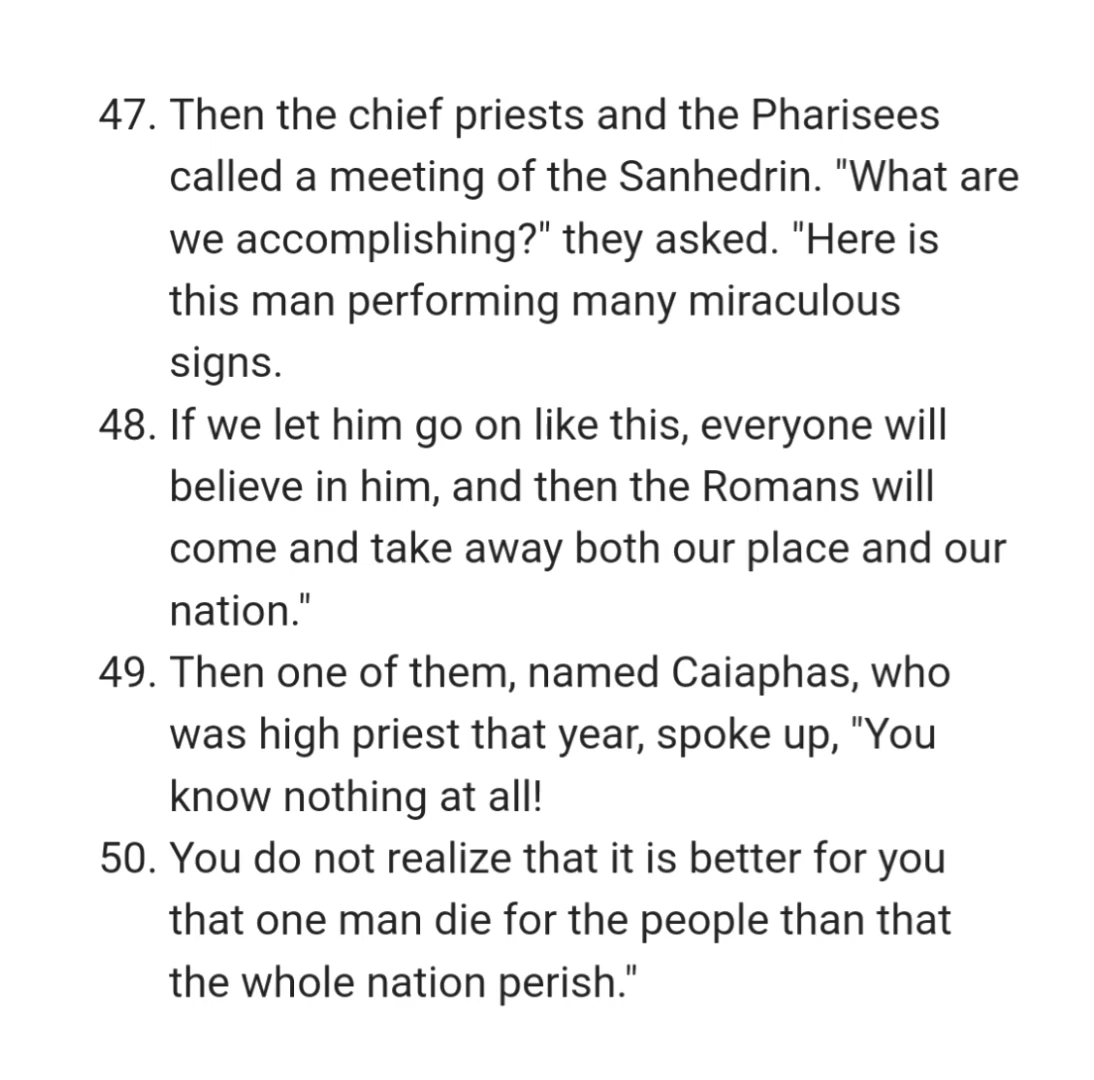 47. Then the chief priests and the Pharisees
called a meeting of the Sanhedrin. "What are
we accomplishing?" they asked. "Here is
this man performing many miraculous
signs.
48. If we let him go on like this, everyone will
believe in him, and then the Romans will
come and take away both our place and our
nation."
49. Then one of them, named Caiaphas, who
was high priest that year, spoke up, "You
know nothing at all!
50. You do not realize that it is better for you
that one man die for the people than that
the whole nation perish."